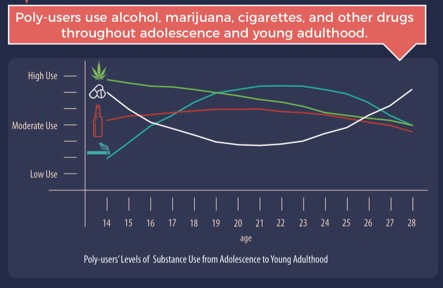 Poly-users use alcohol, marijuana, cigarettes, and other drugs
throughout adolescence and young adulthood.
High Use
Moderate Use
Low Use
14 15 16 17 18 19 20 21 22 23 24 25 26 27 28
age
Poly-users' Levels of Substance Use from Adolescence to Young Adulthood